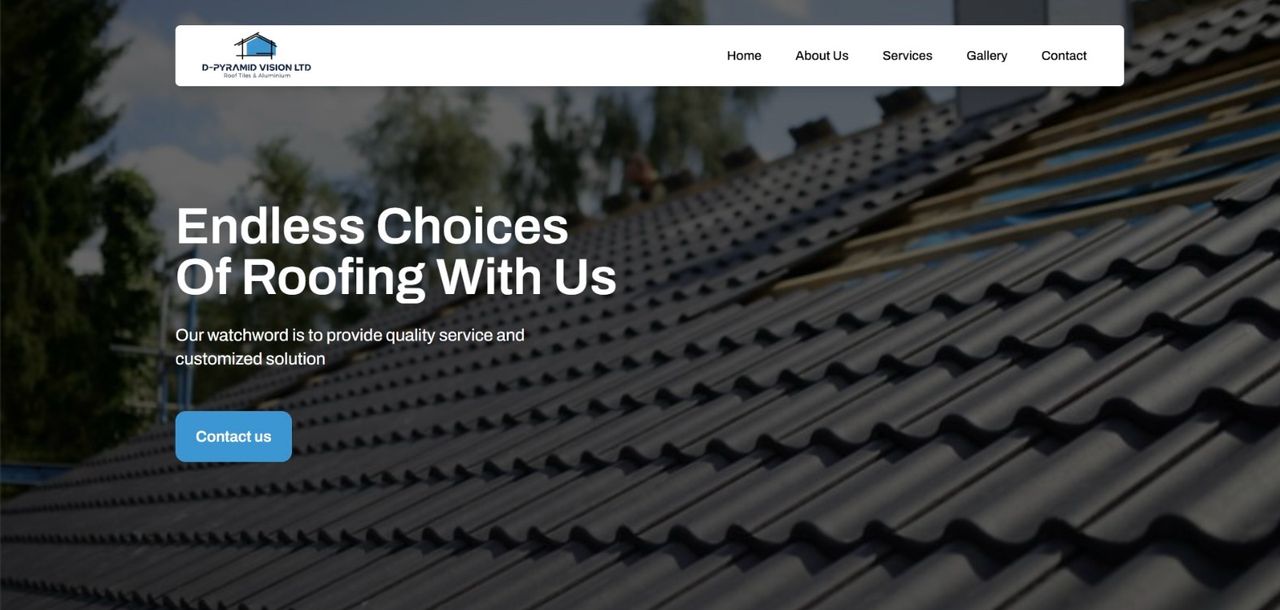 D-PYRAMID VISION LTD
Roof Tiles & Aluminium
Home About Us Services Gallery Contact
Endless Choices
Of Roofing With Us
Our watchword is to provide quality service and
customized solution
Contact us